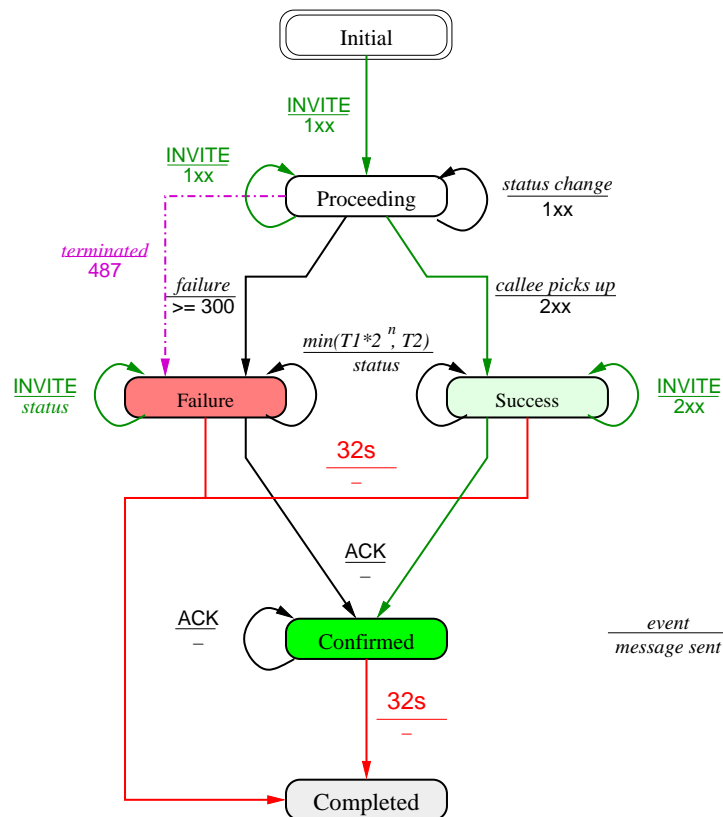 Initial
INVITE
1xx
INVITE
1xx
Proceeding
status change
1xx
terminated
487
failure
>= 300
callee picks up
2xx
min(T1*2 n, T2)
status
INVITE
status
Failure
Success
INVITE
2xx
32s
–
ACK
–
ACK
–
Confirmed
event
message sent
32s
–
Completed